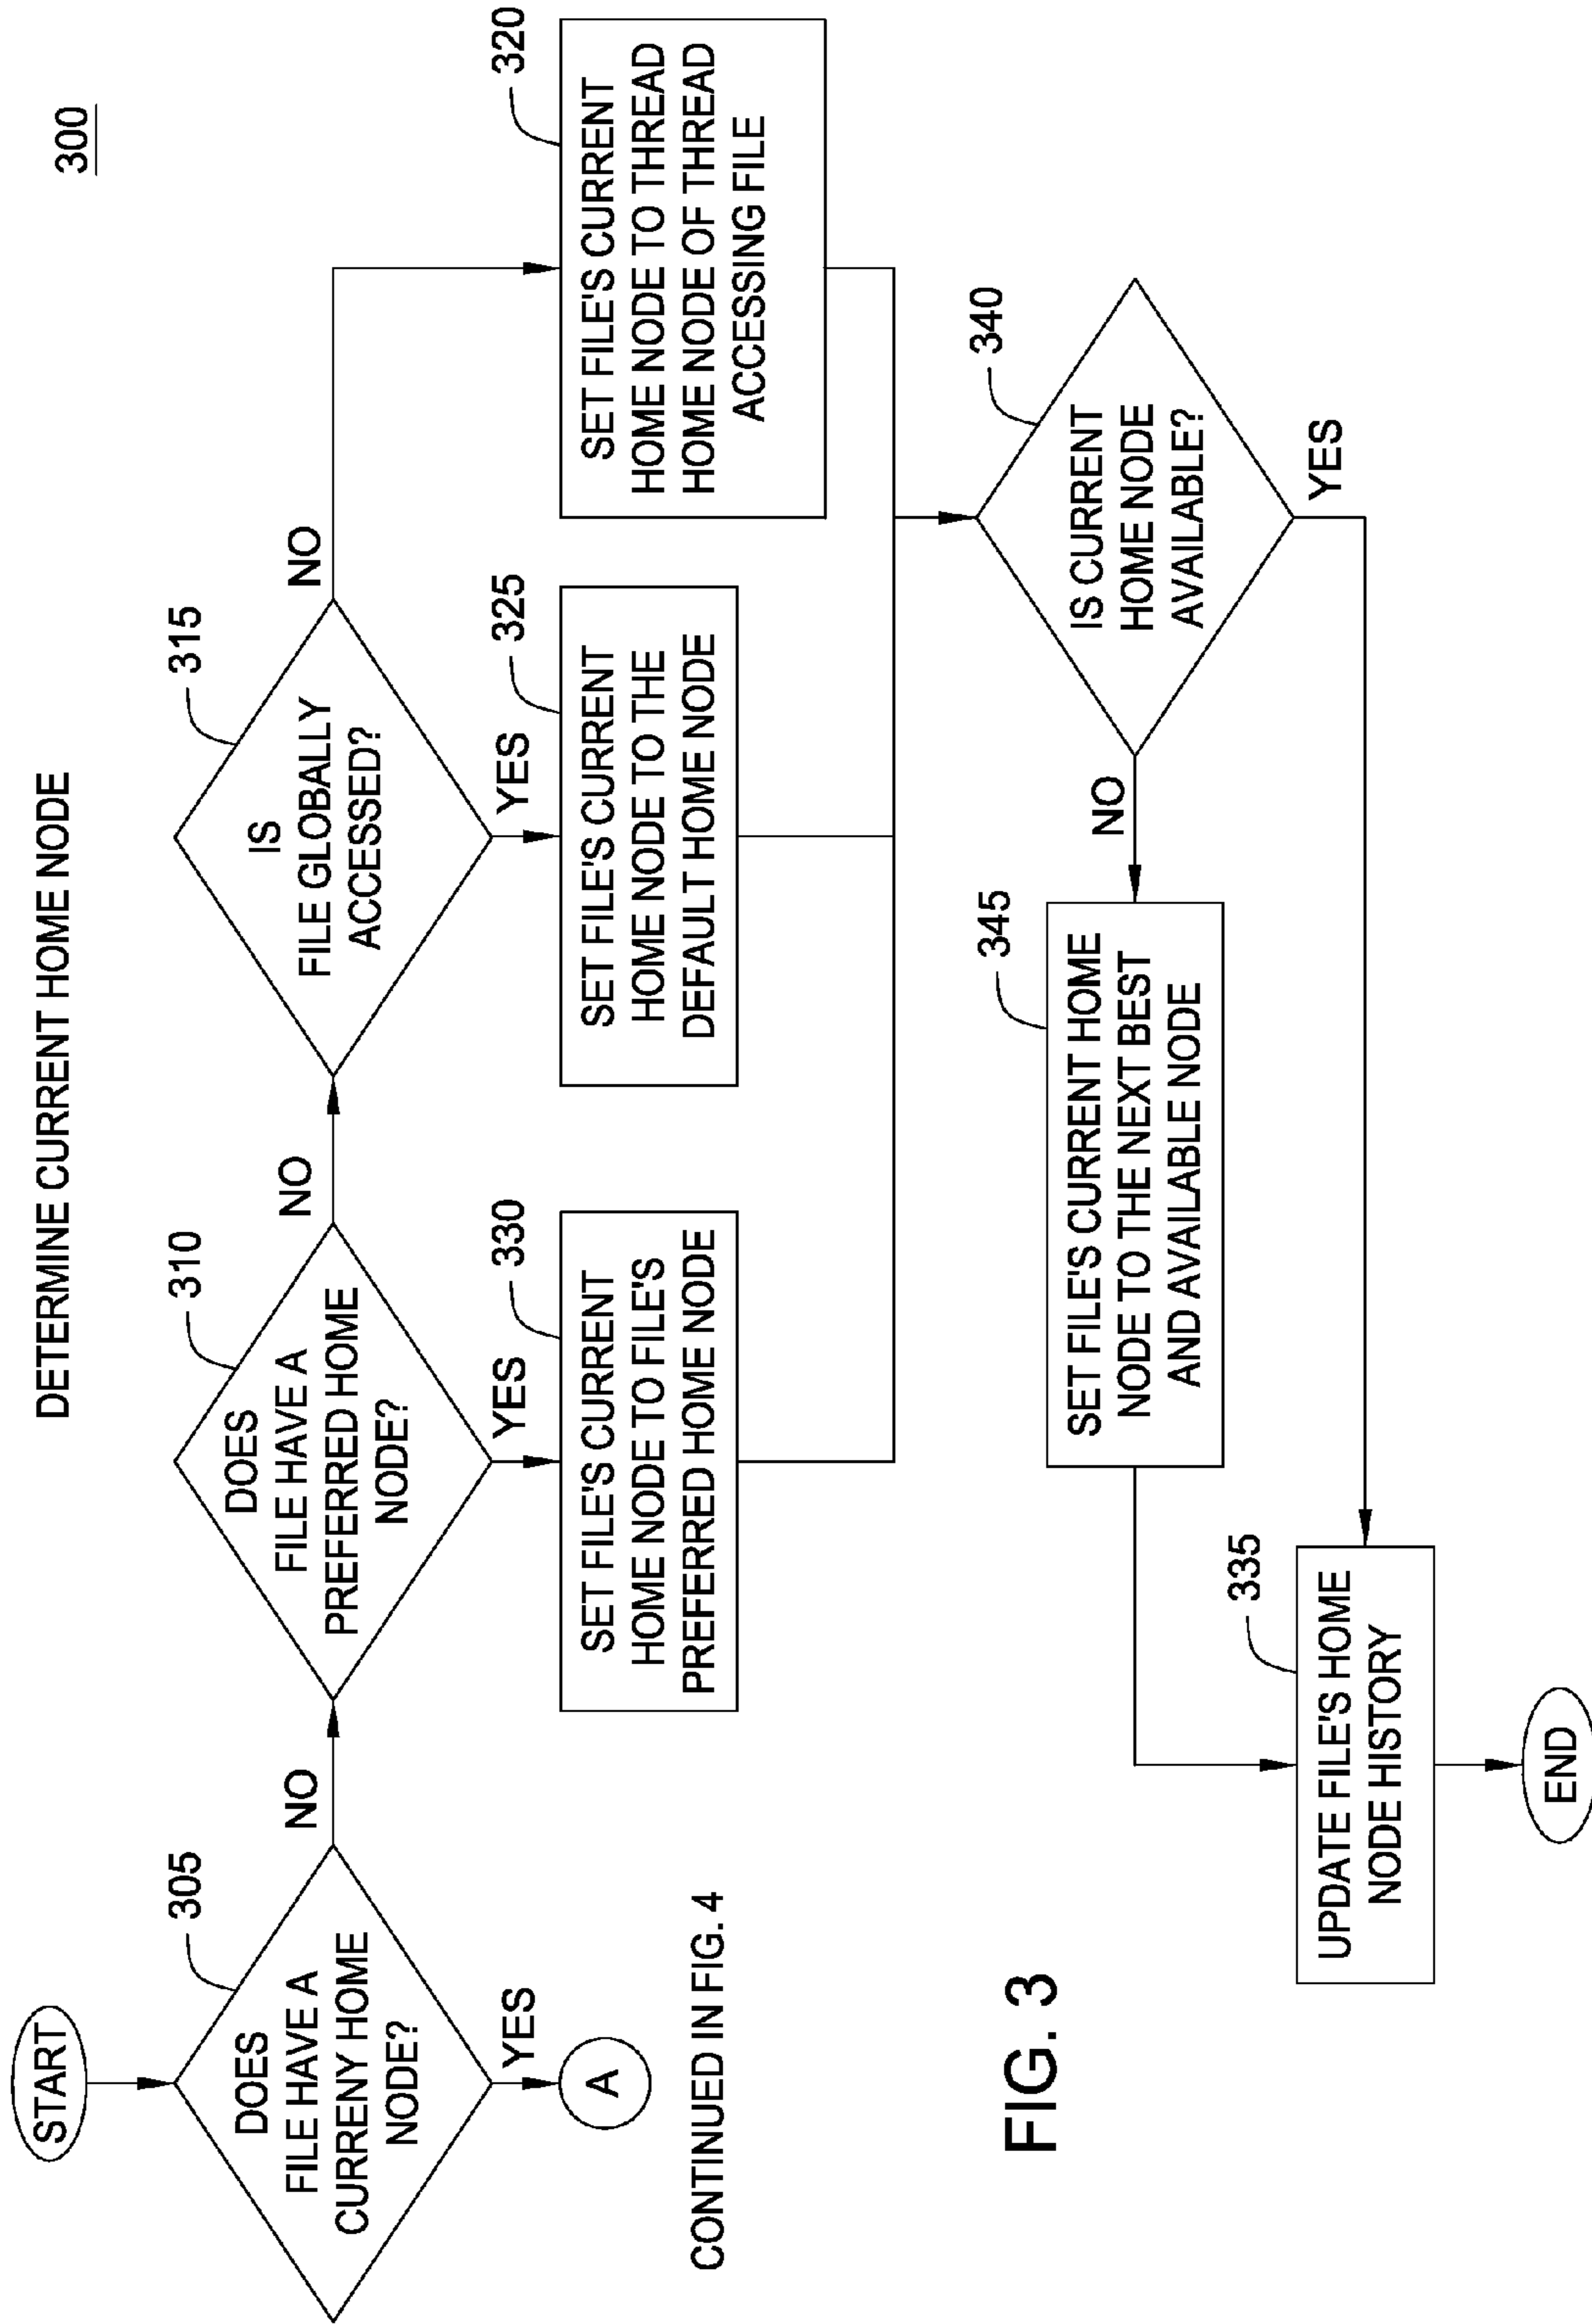 300
DETERMINE CURRENT HOME NODE
START
305
DOES
FILE HAVE A
CURRENY HOME
NODE?
NO
YES
A
CONTINUED IN FIG. 4
310
DOES
FILE HAVE A
PREFERRED HOME
NODE?
NO
YES
315
IS
FILE GLOBALLY
ACCESSED?
NO
YES
330
SET FILE'S CURRENT
HOME NODE TO FILE'S
PREFERRED HOME NODE
325
SET FILE'S CURRENT
HOME NODE TO THE
DEFAULT HOME NODE
320
SET FILE'S CURRENT
HOME NODE TO THREAD
HOME NODE OF THREAD
ACCESSING FILE
340
IS CURRENT
HOME NODE
AVAILABLE?
NO
YES
345
SET FILE'S CURRENT HOME
NODE TO THE NEXT BEST
AND AVAILABLE NODE
335
UPDATE FILE'S HOME
NODE HISTORY
END
FIG. 3